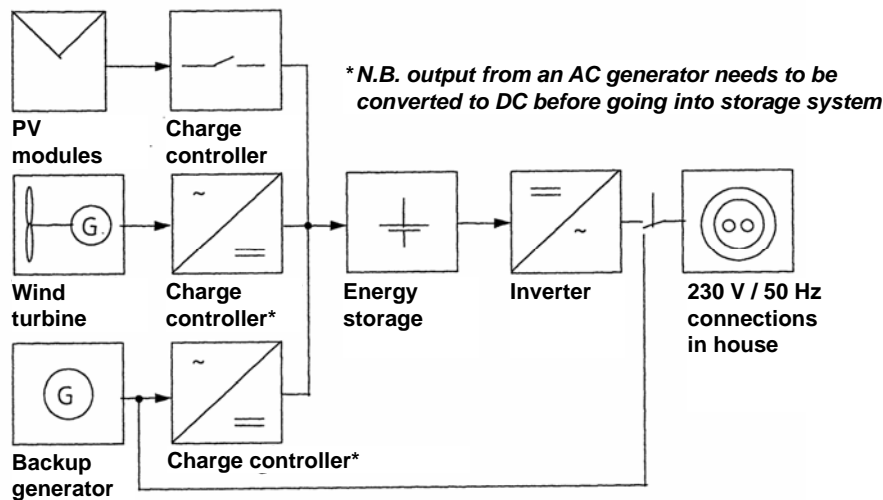 * N.B. output from an AC generator needs to be
converted to DC before going into storage system
PV
modules
Charge
controller
G
~
~
Wind
turbine
Charge
controller*
Energy
storage
Inverter
230 V / 50 Hz
connections
in house
G
~
Backup
generator
Charge controller*